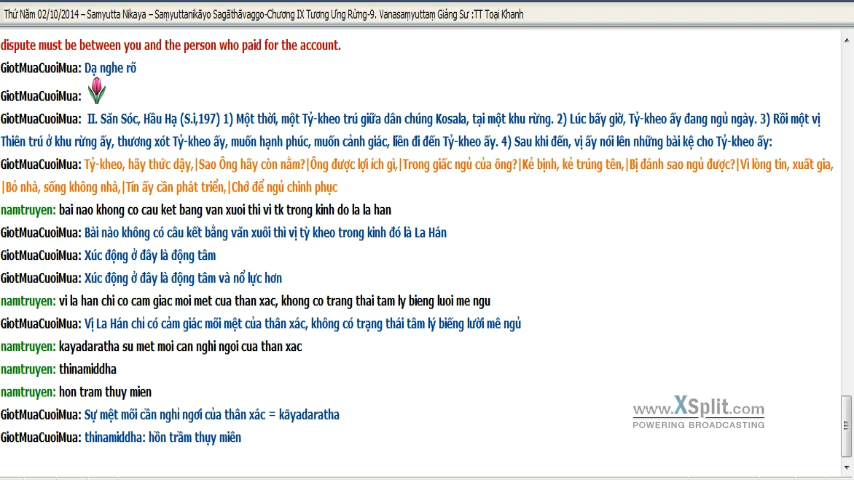 Thứ Năm 02/10/2014 – Saṃyutta Nikaya – Saṃyuttanikāyo Sagāthāvaggo-Chương IX Tương Ưng Rừng-9. Vanasaṃyuttaṃ Giảng Sư :TT Toại Khanh
dispute must be between you and the person who paid for the account.
GiotMuaCuoiMua: Dạ nghe rõ
GiotMuaCuoiMua:
GiotMuaCuoiMua: II. Săn Sóc, Hầu Hạ (S.i,197) 1) Một thời, một Tỷ-kheo trú giữa dân chúng Kosala, tại một khu rừng. 2) Lúc bấy giờ, Tỷ-kheo ấy đang ngủ ngày. 3) Rồi một vị
Thiên trú ở khu rừng ấy, thương xót Tỷ-kheo ấy, muốn hạnh phúc, muốn cảnh giác, liền đi đến Tỷ-kheo ấy. 4) Sau khi đến, vị ấy nói lên những bài kệ cho Tỷ-kheo ấy:
GiotMuaCuoiMua: Tỷ-kheo, hãy thức dậy,|Sao Ông hãy còn nằm?|Ông được lợi ích gì,|Trong giấc ngủ của ông?|Kẻ bịnh, kẻ trúng tên,|Bị đánh sao ngủ được?|Vì lòng tin, xuất gia,
|Bỏ nhà, sống không nhà,|Tín ấy cần phát triển,|Chớ để ngủ chinh phục
namtruyen: bai nao khong co cau ket bang van xuoi thi vi tk trong kinh do la la han
GiotMuaCuoiMua: Bài nào không có câu kết bằng văn xuôi thì vị tỳ kheo trong kinh đó là La Hán
GiotMuaCuoiMua: Xúc động ở đây là động tâm
GiotMuaCuoiMua: Xúc động ở đây là động tâm và nổ lực hơn
namtruyen: vi la han chi co cam giac moi met cua than xac, khong co trang thai tam ly bieng luoi me ngu
GiotMuaCuoiMua: Vị La Hán chỉ có cảm giác mõi mệt của thân xác, không có trạng thái tâm lý biếng lười mê ngủ
namtruyen: kayadaratha su met moi can nghi ngoi cua than xac
namtruyen: thinamiddha
namtruyen: hon tram thuy mien
GiotMuaCuoiMua: Sự mệt mõi cần nghỉ ngơi của thân xác = kāyadaratha
GiotMuaCuoiMua: thinamiddha: hồn trầm thụy miên
www.XSplit.com
POWERING BROADCASTING